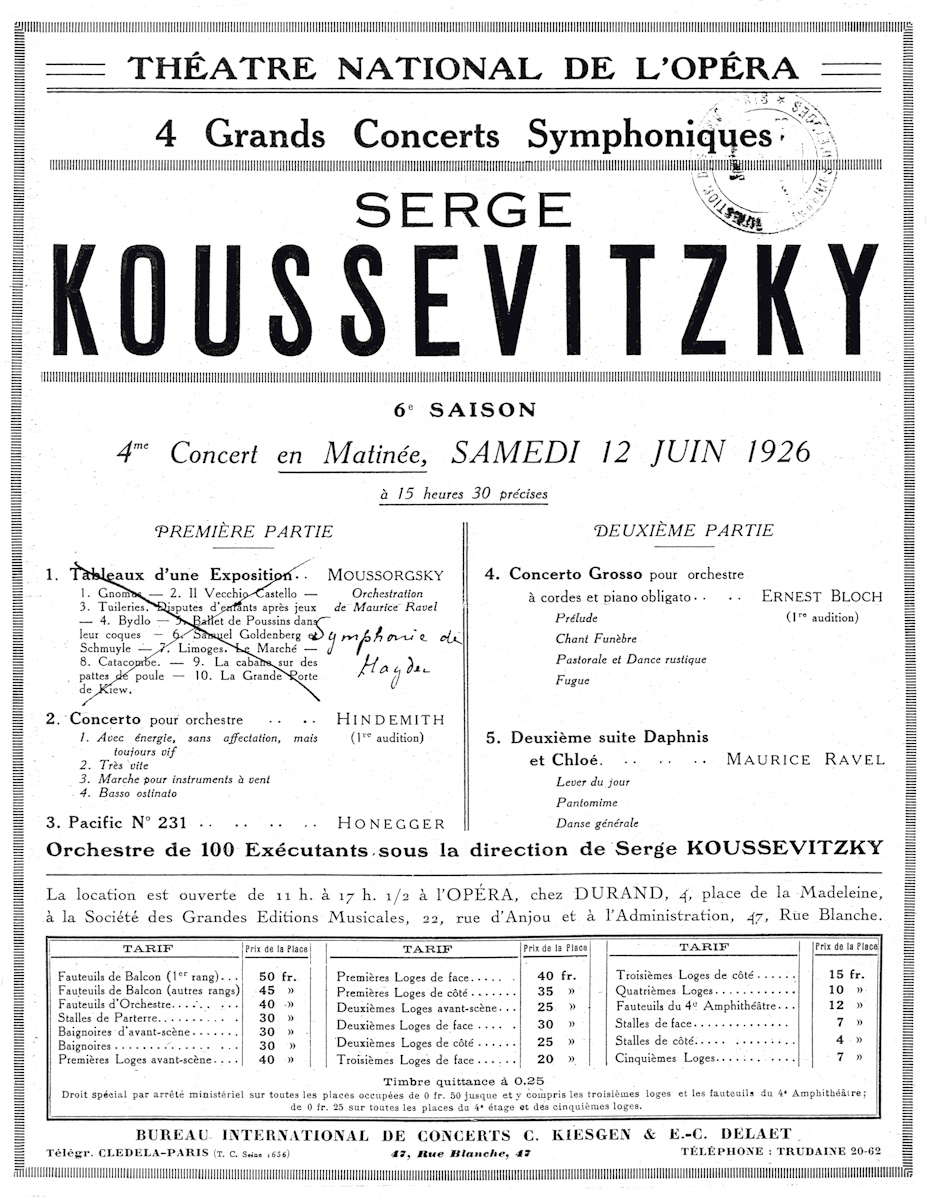 THÉATRE NATIONAL DE L'OPÉRA
4 Grands Concerts Symphoniques
SERGE
KOUSSEVITZKY
6e SAISON
4me Concert en Matinée, SAMEDI 12 JUIN 1926
à 15 heures 30 précises
PREMIÈRE PARTIE
1. Tableaux d'une Exposition.. MOUSSORGSKY
1. Gnomus — 2. Il Vecchio Castello — Orchestration
3. Tuileries. Disputes d'enfants après jeux de Maurice Ravel
— 4. Bydlo — 5. Ballet de Poussins dans
leur coques — 6. Samuel Goldenberg et Symphonie de
Schmuyle — 7. Limoges. Le Marché —
8. Catacombe. — 9. La cabane sur des Haydn
pattes de poule — 10. La Grande Porte
de Kiew.
2. Concerto pour orchestre .. .. HINDEMITH
1. Avec énergie, sans affectation, mais (1re audition)
toujours vif
2. Très vite
3. Marche pour instruments à vent
4. Basso ostinato
3. Pacific N° 231 .. .. .. .. HONEGGER
DEUXIÈME PARTIE
4. Concerto Grosso pour orchestre
à cordes et piano obligato .. .. ERNEST BLOCH
Prélude (1re audition)
Chant Funèbre
Pastorale et Dance rustique
Fugue
5. Deuxième suite Daphnis
et Chloé. .. .. .. MAURICE RAVEL
Lever du jour
Pantomime
Danse générale
Orchestre de 100 Exécutants sous la direction de Serge KOUSSEVITZKY
La location est ouverte de 11 h. à 17 h. 1/2 à l'OPÉRA, chez DURAND, 4, place de la Madeleine,
à la Société des Grandes Editions Musicales, 22, rue d'Anjou et à l'Administration, 47, Rue Blanche.
TARIF Prix de la Place
Fauteuils de Balcon (1er rang)... 50 fr.
Fauteuils de Balcon (autres rangs) 45 »
Fauteuils d'Orchestre...... 40 »
Stalles de Parterre...... 30 »
Baignoires d'avant-scène...... 30 »
Baignoires............ 30 »
Premières Loges avant-scène.... 40 »
TARIF Prix de la Place
Premières Loges de face...... 40 fr.
Premières Loges de côté...... 35 »
Deuxièmes Loges avant-scène... 25 »
Deuxièmes Loges de face..... 30 »
Deuxièmes Loges de côté...... 25 »
Troisièmes Loges de face...... 20 »
TARIF Prix de la Place
Troisièmes Loges de côté...... 15 fr.
Quatrièmes Loges............ 10 »
Fauteuils du 4e Amphithéâtre... 12 »
Stalles de face.............. 7 »
Stalles de côté.............. 4 »
Cinquièmes Loges............ 7 »
Timbre quittance à 0.25
Droit spécial par arrêté ministériel sur toutes les places occupées de 0 fr. 50 jusque et y compris les troisièmes loges et les fauteuils du 4e Amphithéâtre;
de 0 fr. 25 sur toutes les places du 4e étage et des cinquièmes loges.
BUREAU INTERNATIONAL DE CONCERTS C. KIESGEN & E.-C. DELAET
Télégr. CLEDELA-PARIS (T. C. Seine 1656) 47, Rue Blanche, 47 TÉLÉPHONE : TRUDAINE 20-62